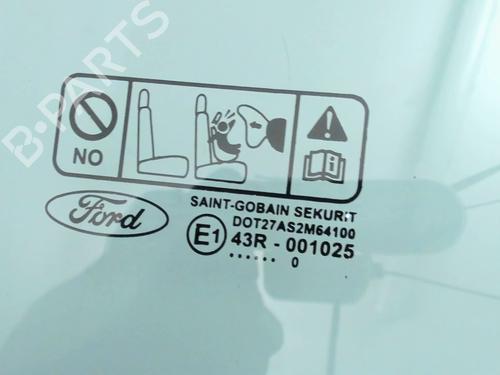 B-PARTS
NO
Ford
SAINT-GOBAIN SEKURIT
DOT27AS2M64100
E1 43R - 001025
...... 0